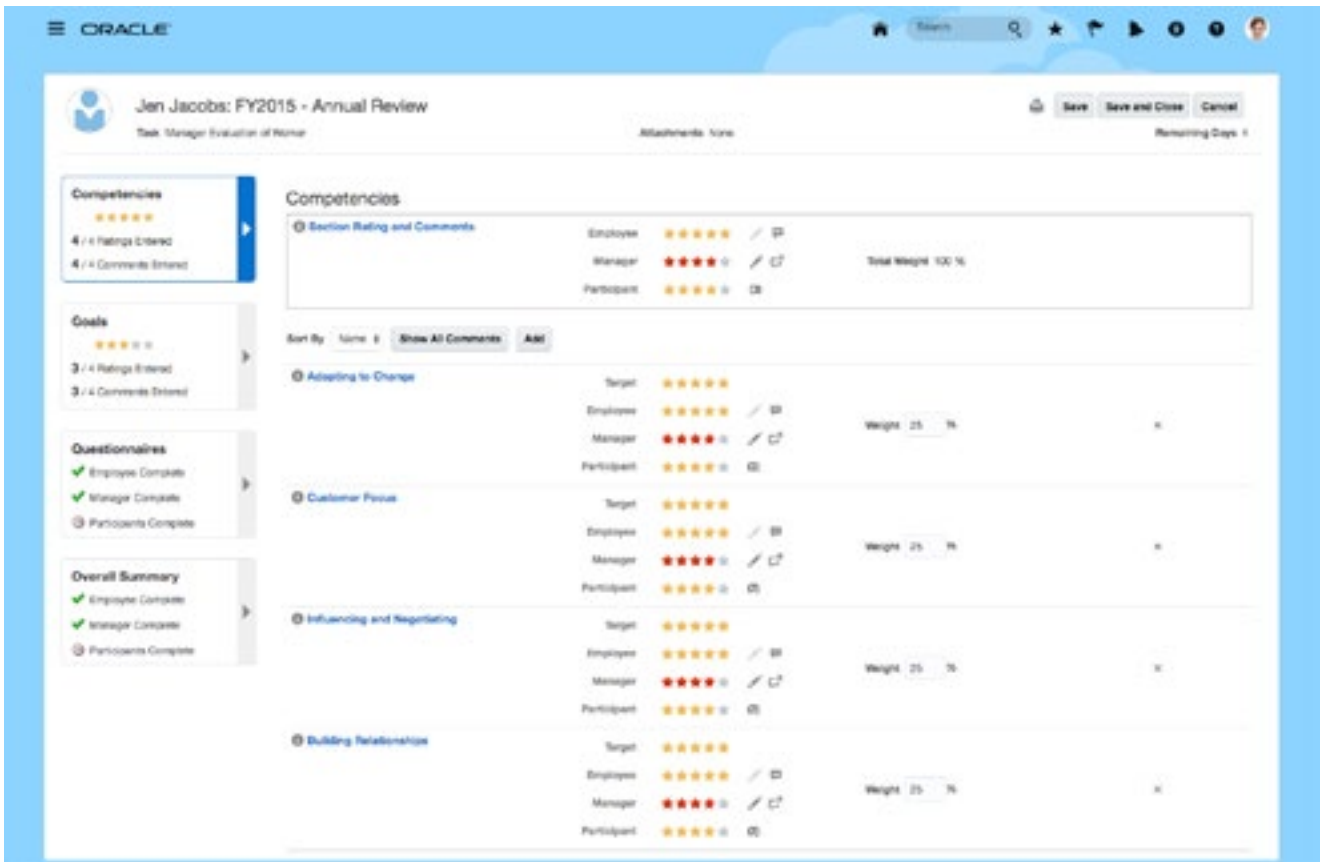 ORACLE
Search
Jen Jacobs: FY2015 - Annual Review
Save Save and Close Cancel
Task Manager Evaluation of Worker
Attachments None
Remaining Days
Competencies
4 / 4 Ratings Entered
4 / 4 Comments Entered
Goals
3 / 4 Ratings Entered
3 / 4 Comments Entered
Questionnaires
Employee Complete
Manager Complete
Participants Complete
Overall Summary
Employee Complete
Manager Complete
Participants Complete
Competencies
Section Rating and Comments
Employee
Manager
Total Weight 100 %
Participant
Sort By None Show All Comments Add
Adapting to Change
Target
Employee
Weight 25 %
Manager
Participant
Customer Focus
Target
Employee
Weight 25 %
Manager
Participant
Influencing and Negotiating
Target
Employee
Weight 25 %
Manager
Participant
Building Relationships
Target
Employee
Weight 25 %
Manager
Participant